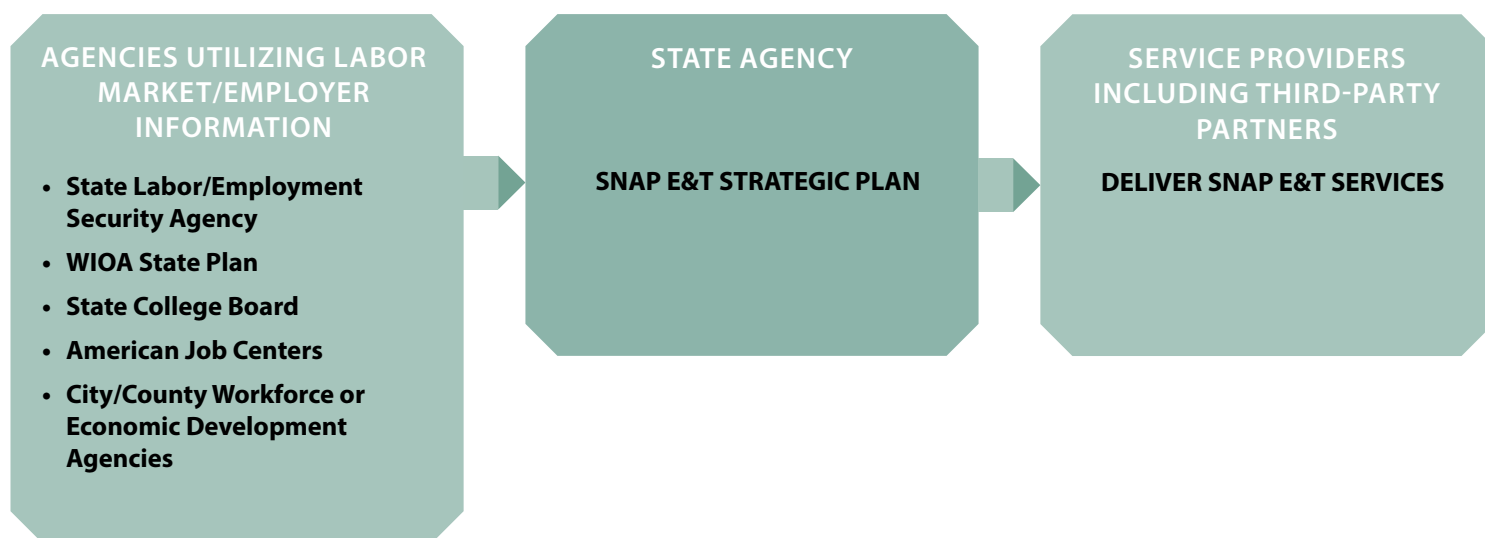 AGENCIES UTILIZING LABOR
MARKET/EMPLOYER
INFORMATION
• State Labor/Employment
Security Agency
• WIOA State Plan
• State College Board
• American Job Centers
• City/County Workforce or
Economic Development
Agencies
STATE AGENCY
SNAP E&T STRATEGIC PLAN
SERVICE PROVIDERS
INCLUDING THIRD-PARTY
PARTNERS
DELIVER SNAP E&T SERVICES